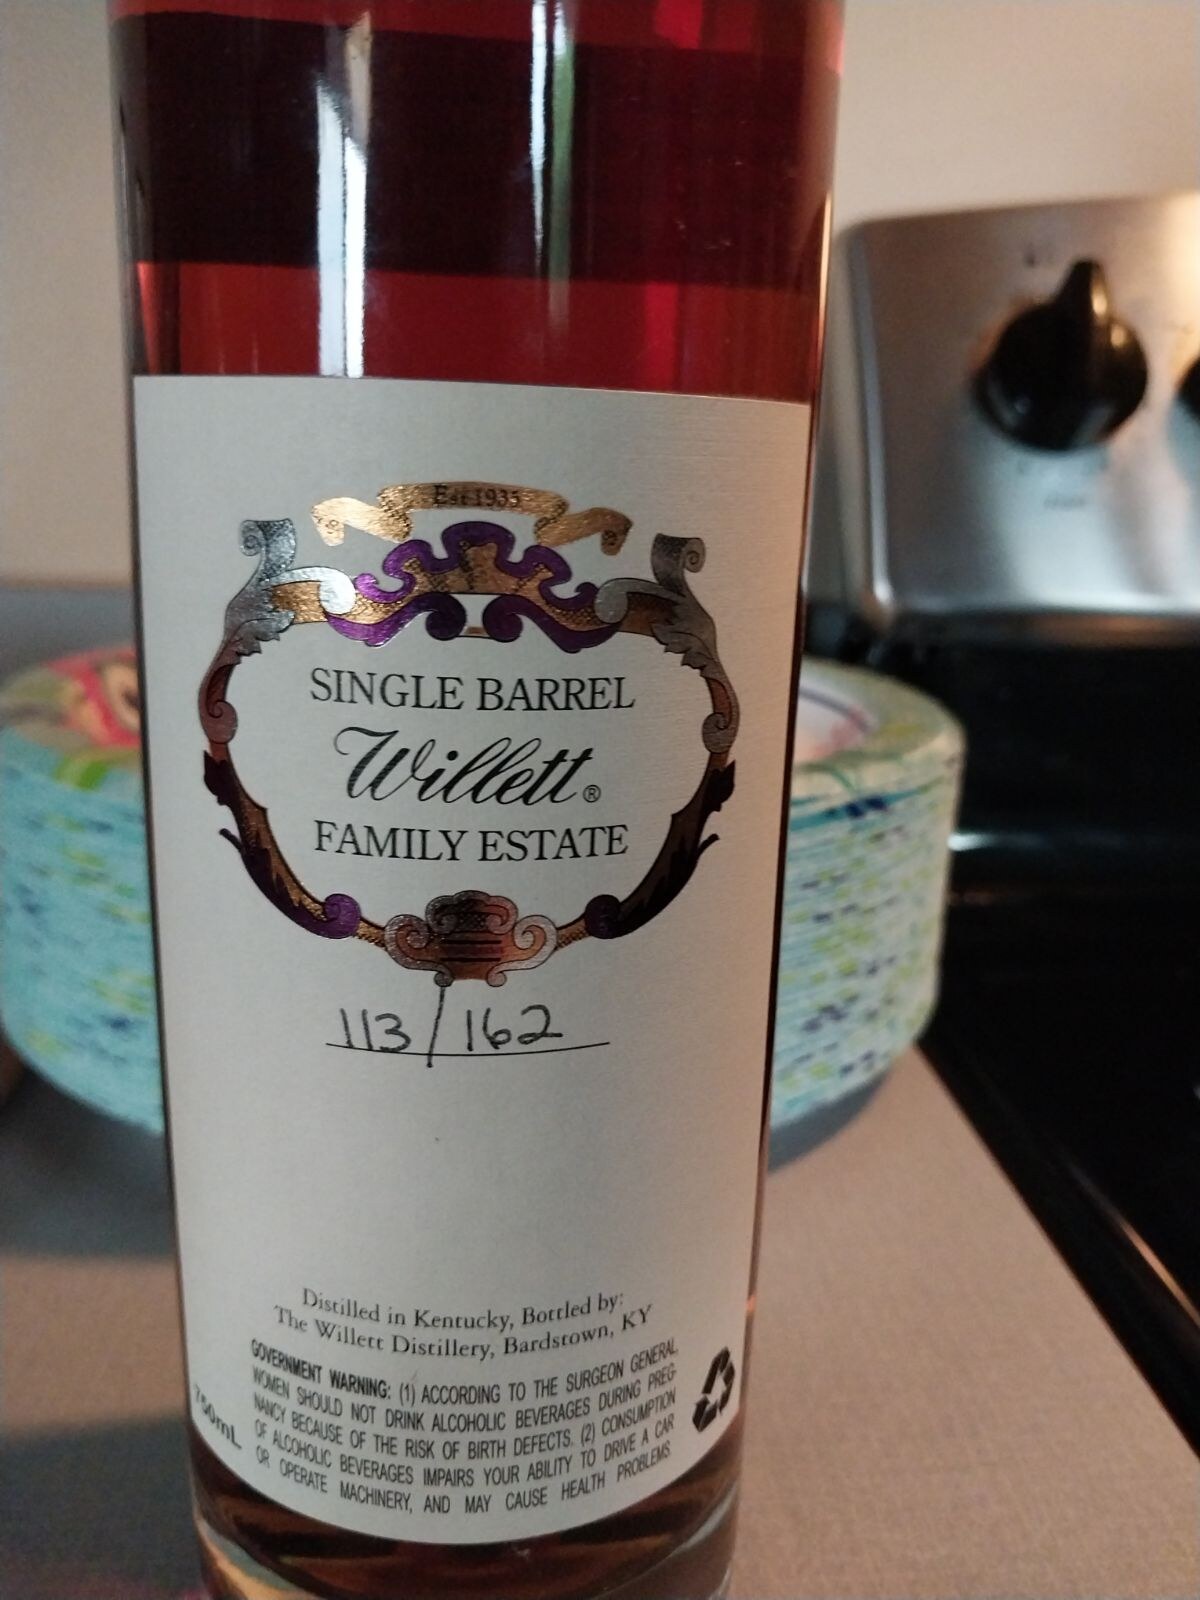 Est 1935
SINGLE BARREL
Willett®
FAMILY ESTATE
113/162
Distilled in Kentucky, Bottled by:
The Willett Distillery, Bardstown, KY
GOVERNMENT WARNING: (1) ACCORDING TO THE SURGEON GENERAL
WOMEN SHOULD NOT DRINK ALCOHOLIC BEVERAGES DURING PREG-
NANCY BECAUSE OF THE RISK OF BIRTH DEFECTS. (2) CONSUMPTION
OF ALCOHOLIC BEVERAGES IMPAIRS YOUR ABILITY TO DRIVE A CAR
OR OPERATE MACHINERY, AND MAY CAUSE HEALTH PROBLEMS
750mL